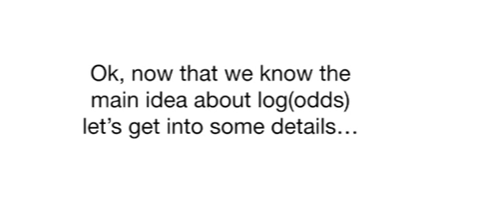 Ok, now that we know the
main idea about log(odds)
let’s get into some details…